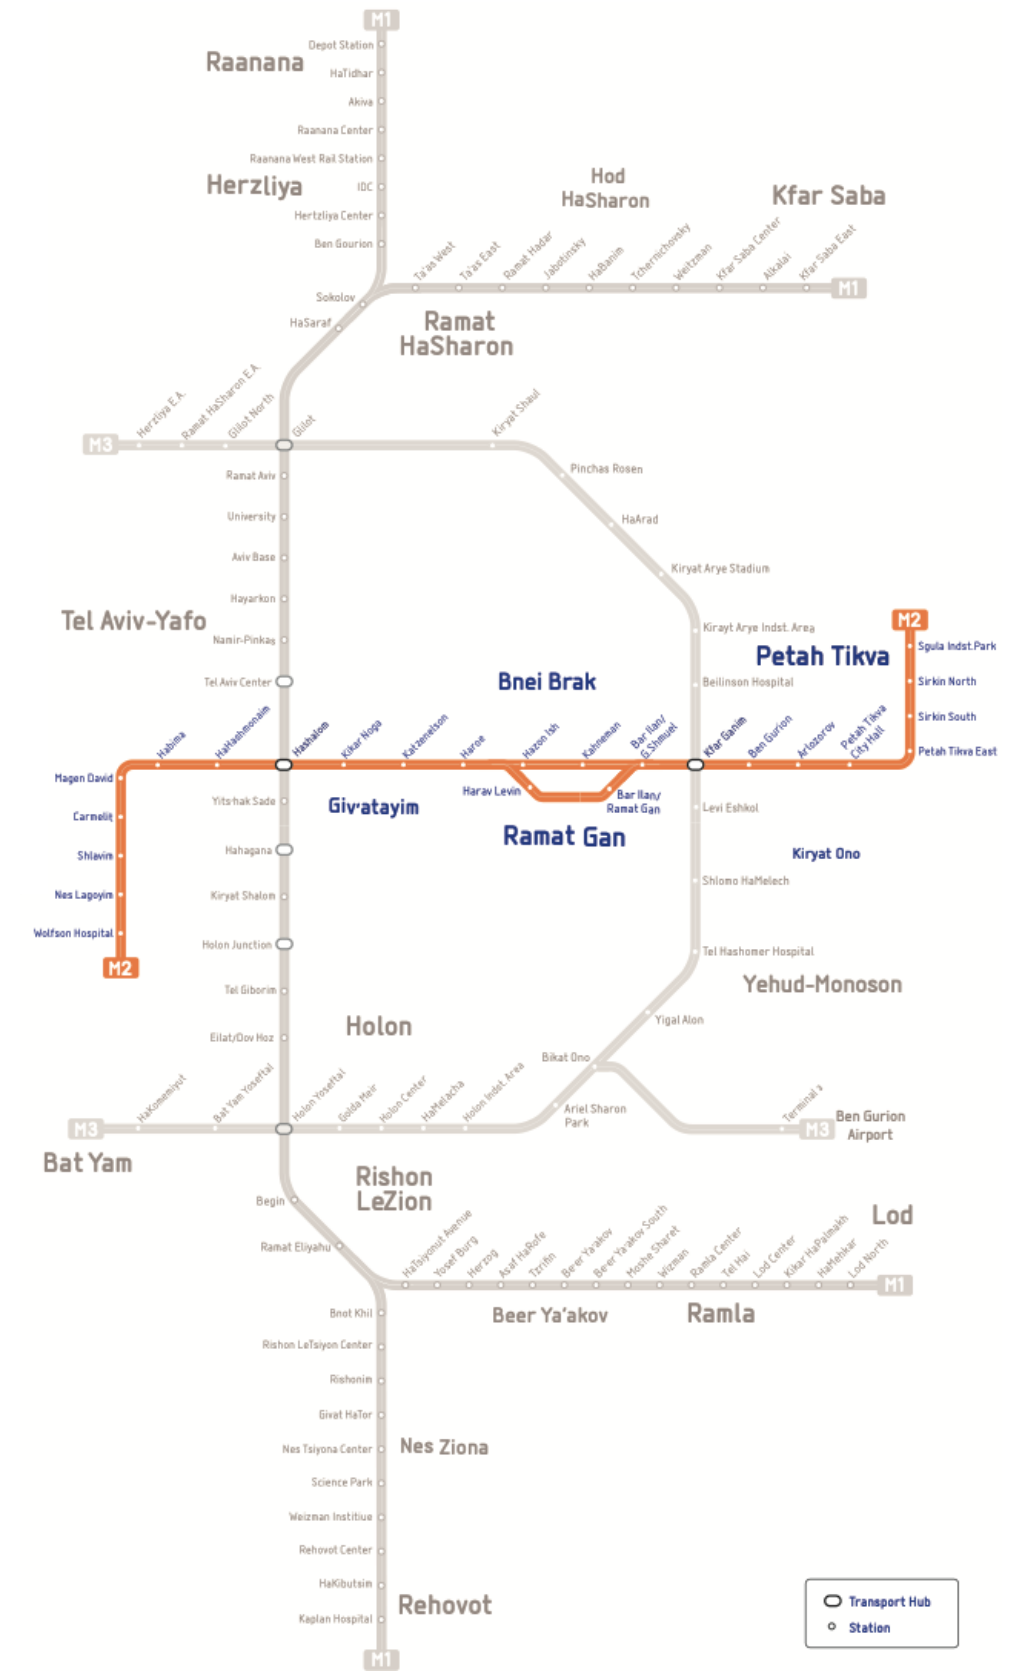 M1
Depot Station
Raanana
HaTidhar
Akiva
Raanana Center
Raanana West Rail Station
Herzliya
IDC
Hertzliya Center
Ben Gourion
Hod
HaSharon
Kfar Saba
Ta'as West
Ta'as East
Ramat Hadar
Jabotinsky
HaBanim
Tchernichovsky
Weitzman
Kfar Saba Center
Alkalai
Kfar Saba East
M1
Sokolov
HaSaraf
Ramat
HaSharon
M3
Herzliya E.A.
Ramat HaSharon E.A.
Glilot North
Glilot
Kiryat Shaul
Pinchas Rosen
HaArad
Kiryat Arye Stadium
Kirayt Arye Indst. Area
Beilinson Hospital
Ramat Aviv
University
Aviv Base
Hayarkon
Tel Aviv-Yafo
Namir-Pinkas
Tel Aviv Center
Bnei Brak
Petah Tikva
M2
Sgula Indst.Park
Sirkin North
Sirkin South
Petah Tikva East
Habima
HaHashmonaim
Hashalom
Kikar Noga
Katzenelson
Haroe
Hazon Ish
Kahneman
Bar Ilan/
G.Shmuel
Kfar Ganim
Ben Gurion
Arlozorov
Petah Tikva
City Hall
Magen David
Carmelit
Shlavim
Nes Lagoyim
Wolfson Hospital
M2
Harav Levin
Bar Ilan/
Ramat Gan
Giv'atayim
Ramat Gan
Kiryat Ono
Yits'hak Sade
Hahagana
Kiryat Shalom
Holon Junction
Tel Giborim
Eilat/Dov Hoz
Levi Eshkol
Shlomo HaMelech
Tel Hashomer Hospital
Yehud-Monoson
Yigal Alon
Bikat Ono
Ariel Sharon
Park
Holon
M3
HaKomemiyut
Bat Yam Yoseftal
Holon Yoseftal
Golda Meir
Holon Center
HaMelacha
Holon Indst. Area
Terminal 3
M3
Ben Gurion
Airport
Bat Yam
Rishon
LeZion
Begin
Ramat Eliyahu
Lod
HaTsiyonut Avenue
Yosef Burg
Herzog
Asaf HaRofe
Tzrifin
Beer Ya'akov
Beer Ya'akov South
Moshe Sharet
Wizman
Ramla Center
Tel Hai
Lod Center
Kikar HaPalmakh
HaMehkar
Lod North
M1
Beer Ya'akov
Ramla
Bnot Khil
Rishon LeTsiyon Center
Rishonim
Givat HaTor
Nes Tsiyona Center
Nes Ziona
Science Park
Weizman Institiue
Rehovot Center
HaKibutsim
Rehovot
Kaplan Hospital
M1
Transport Hub
Station